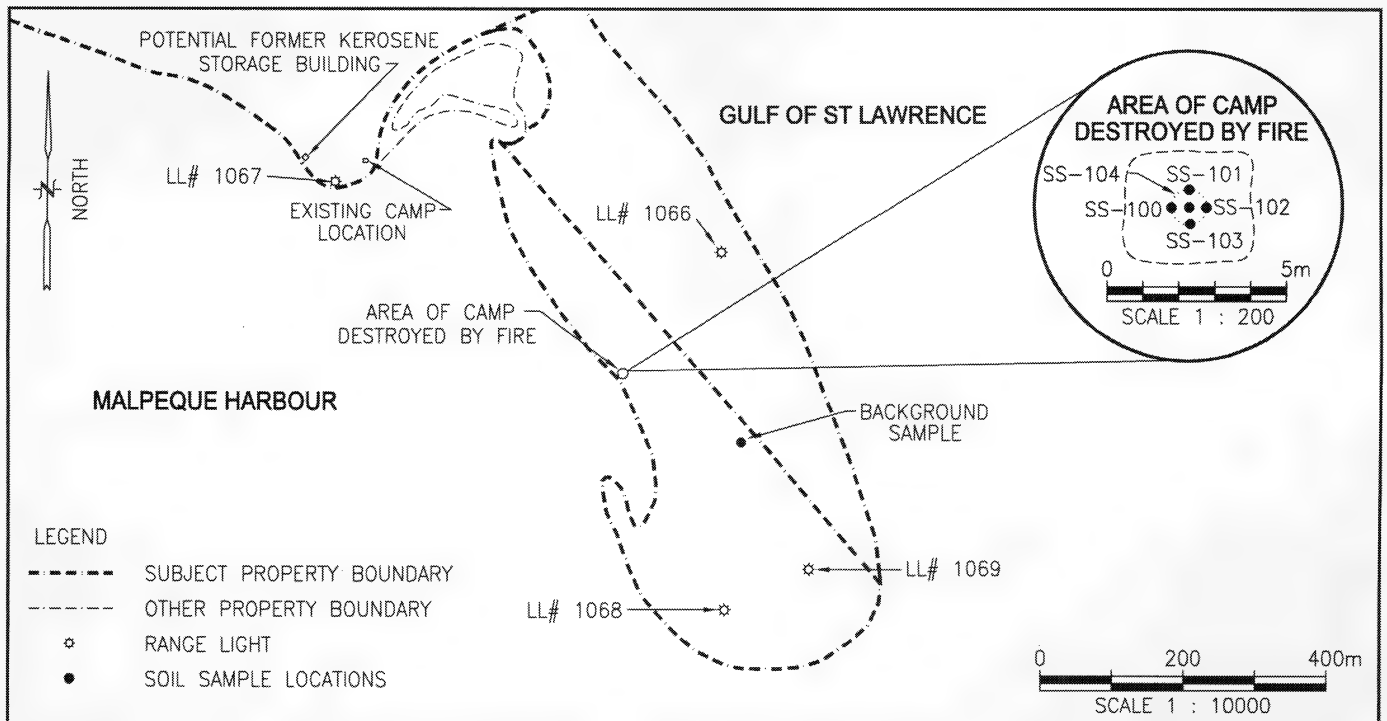 POTENTIAL FORMER KEROSENE
STORAGE BUILDING
NORTH
LL# 1067
EXISTING CAMP
LOCATION
GULF OF ST LAWRENCE
LL# 1066
AREA OF CAMP
DESTROYED BY FIRE
SS-104
SS-101
SS-100
SS-102
SS-103
0 5m
SCALE 1 : 200
AREA OF CAMP
DESTROYED BY FIRE
MALPEQUE HARBOUR
BACKGROUND
SAMPLE
LL# 1069
LL# 1068
LEGEND
SUBJECT PROPERTY BOUNDARY
OTHER PROPERTY BOUNDARY
RANGE LIGHT
SOIL SAMPLE LOCATIONS
0 200 400m
SCALE 1 : 10000